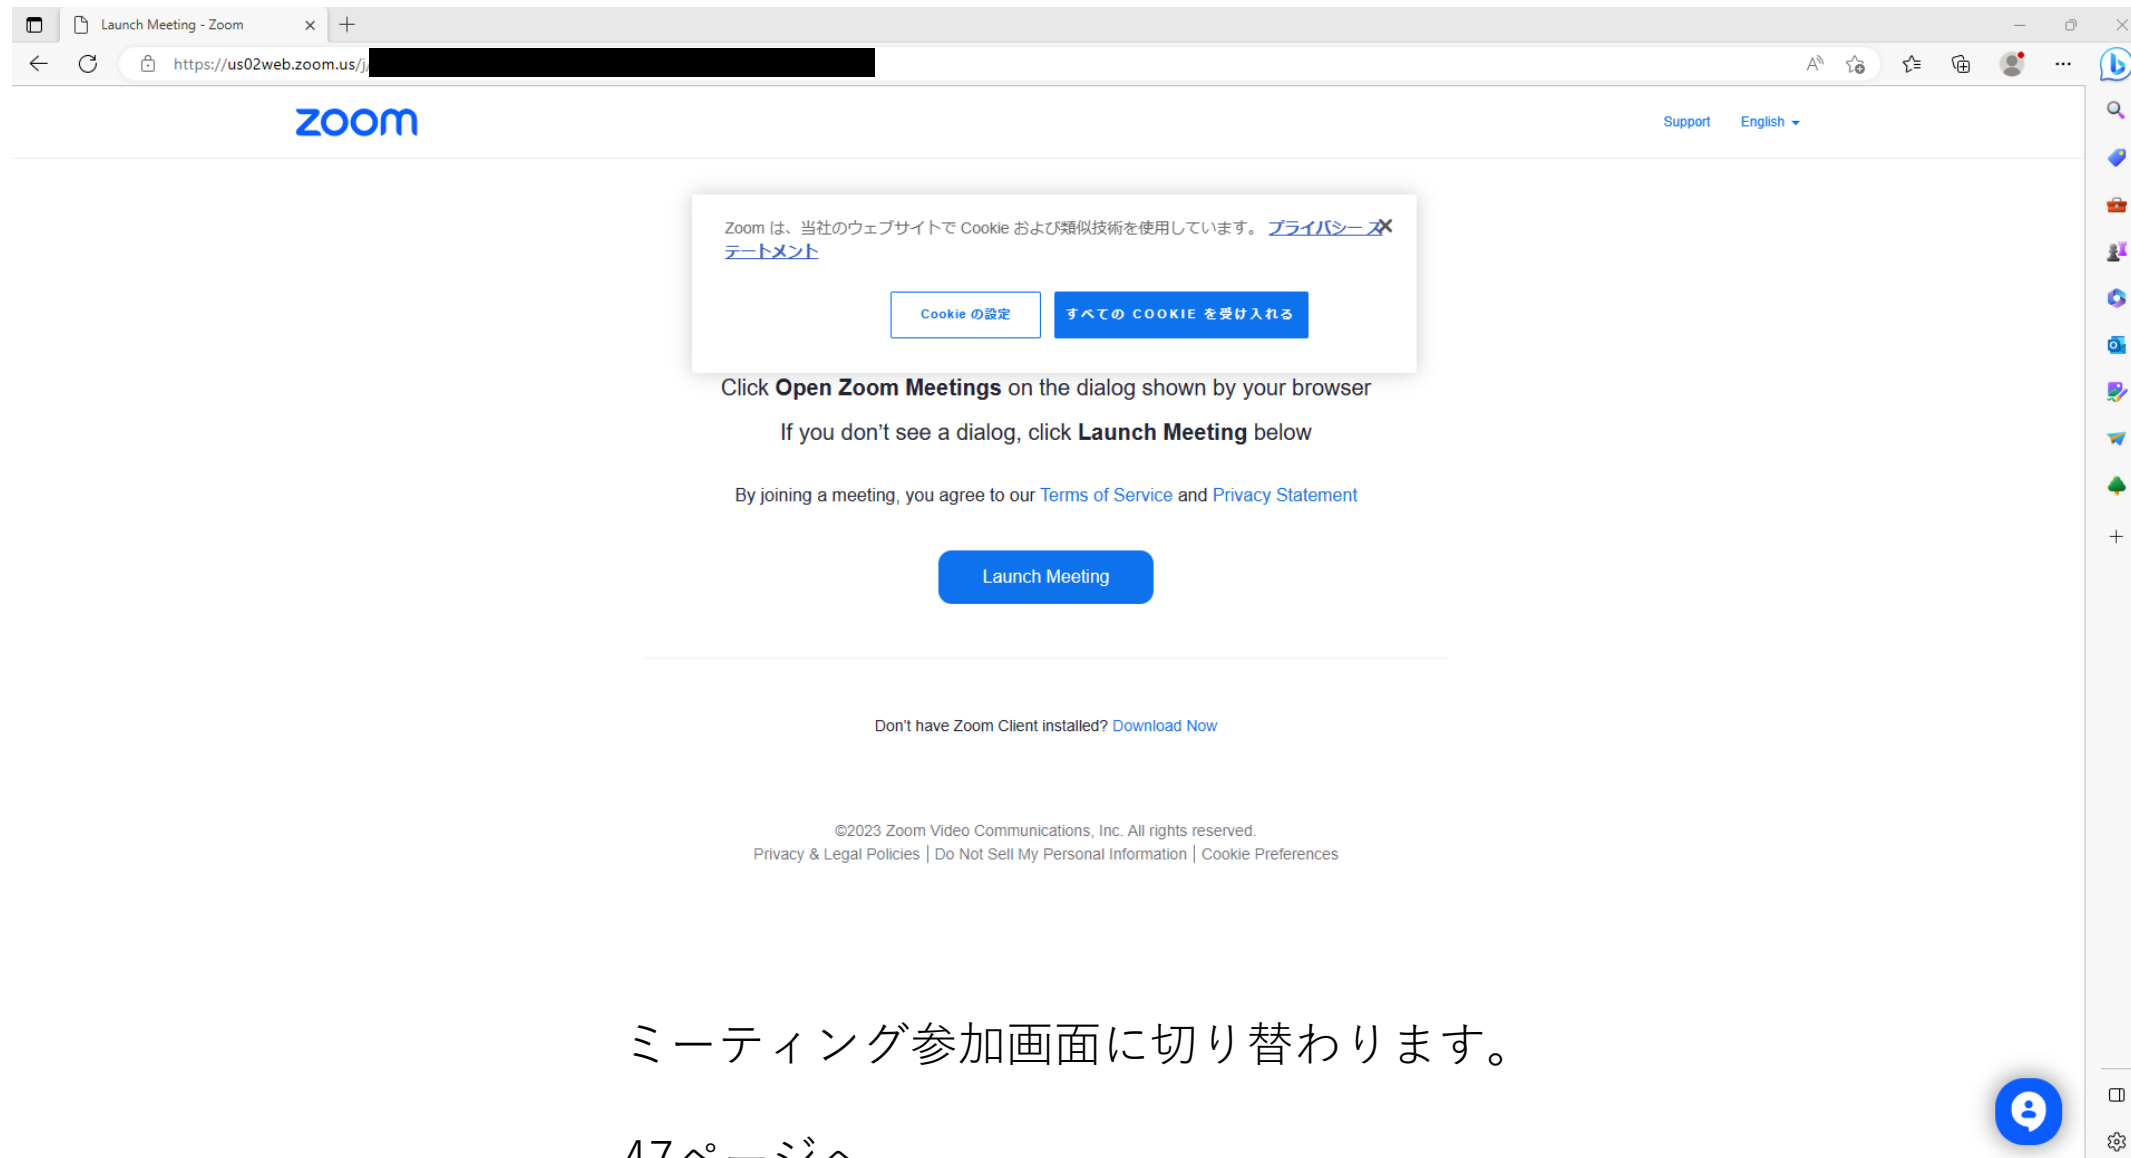 Launch Meeting - Zoom
https://us02web.zoom.us/j/
zoom
Support English
Zoom は、当社のウェブサイトで Cookie および類似技術を使用しています。 プライバシー ス
テートメント
Cookie の設定 すべての COOKIE を受け入れる
Click Open Zoom Meetings on the dialog shown by your browser
If you don't see a dialog, click Launch Meeting below
By joining a meeting, you agree to our Terms of Service and Privacy Statement
Launch Meeting
Don't have Zoom Client installed? Download Now
©2023 Zoom Video Communications, Inc. All rights reserved.
Privacy & Legal Policies | Do Not Sell My Personal Information | Cookie Preferences
ミーティング参加画面に切り替わります。
47ページへ